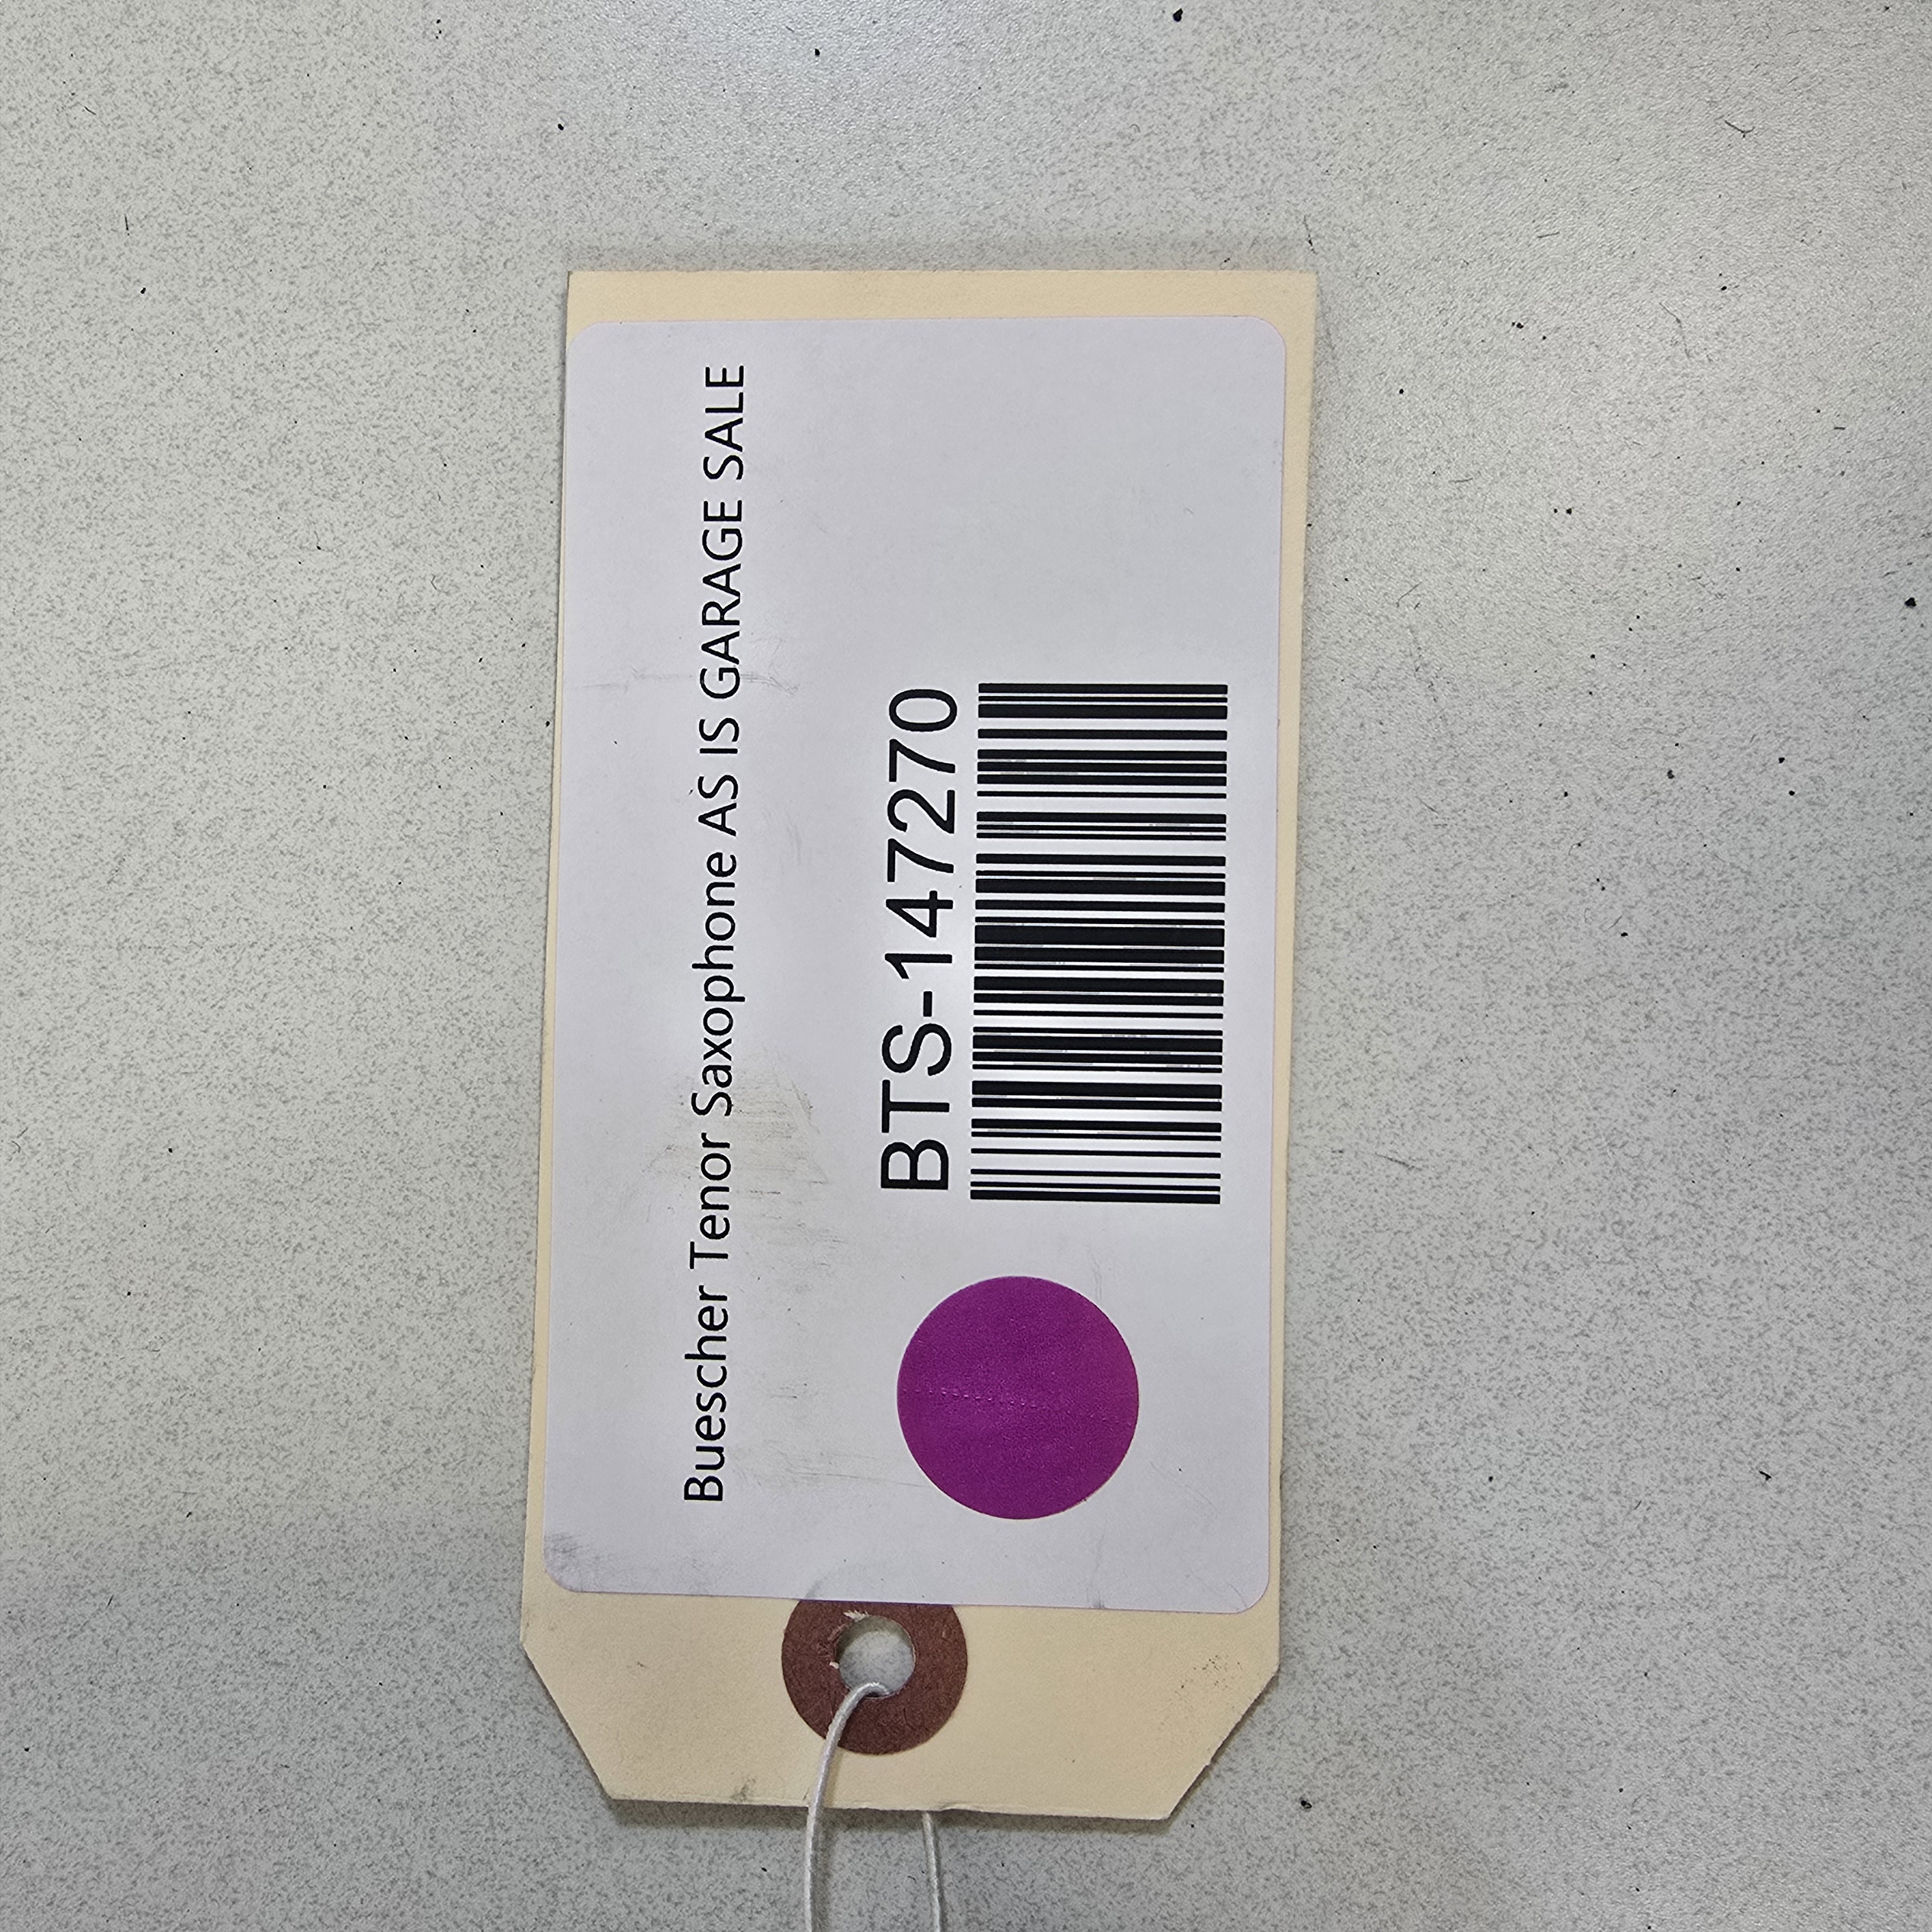 Buescher Tenor Saxophone AS IS GARAGE SALE
BTS-147270